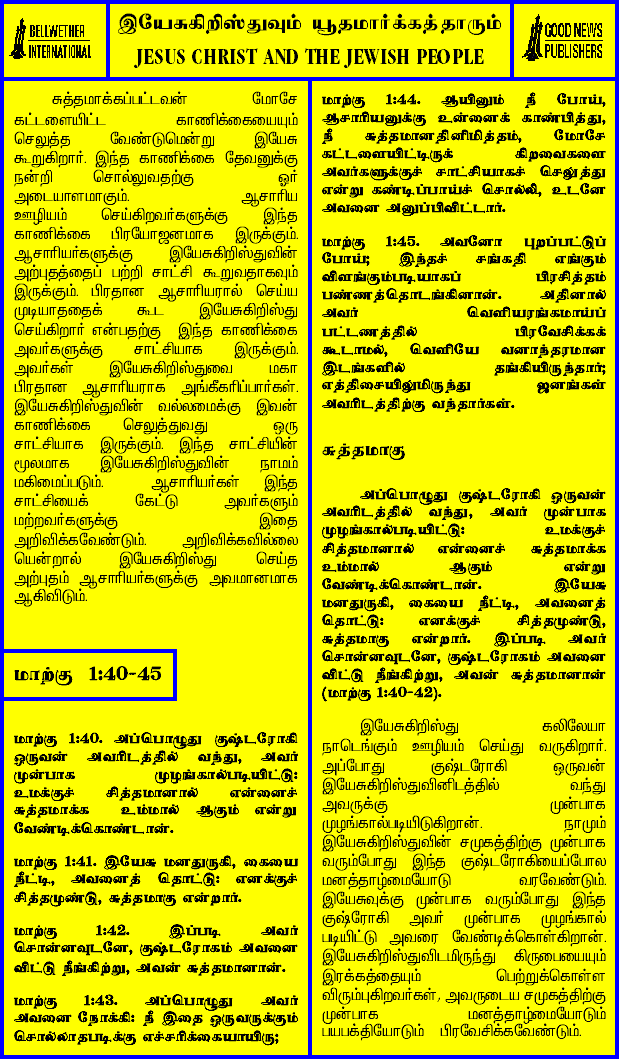 BELLWETHER
INTERNATIONAL
இயேசுகிறிஸ்துவும் யூதமார்க்கத்தாரும்
JESUS CHRIST AND THE JEWISH PEOPLE
GOOD NEWS
PUBLISHERS
சுத்தமாக்கப்பட்டவன் மோசே
கட்டளையிட்ட காணிக்கையையும்
செலுத்த வேண்டுமென்று இயேசு
கூறுகிறார். இந்த காணிக்கை தேவனுக்கு
நன்றி சொல்லுவதற்கு ஓர்
அடையாளமாகும். ஆசாரிய
ஊழியம் செய்கிறவர்களுக்கு இந்த
காணிக்கை பிரயோஜனமாக இருக்கும்.
ஆசாரியர்களுக்கு இயேசுகிறிஸ்துவின்
அற்புதத்தைப் பற்றி சாட்சி கூறுவதாகவும்
இருக்கும். பிரதான ஆசாரியரால் செய்ய
முடியாததைக் கூட இயேசுகிறிஸ்து
செய்கிறார் என்பதற்கு இந்த காணிக்கை
அவர்களுக்கு சாட்சியாக இருக்கும்.
அவர்கள் இயேசுகிறிஸ்துவை மகா
பிரதான ஆசாரியராக அங்கீகரிப்பார்கள்.
இயேசுகிறிஸ்துவின் வல்லமைக்கு இவன்
காணிக்கை செலுத்துவது ஒரு
சாட்சியாக இருக்கும். இந்த சாட்சியின்
மூலமாக இயேசுகிறிஸ்துவின் நாமம்
மகிமைப்படும். ஆசாரியர்கள் இந்த
சாட்சியைக் கேட்டு அவர்களும்
மற்றவர்களுக்கு இதை
அறிவிக்கவேண்டும். அறிவிக்கவில்லை
யென்றால் இயேசுகிறிஸ்து செய்த
அற்புதம் ஆசாரியர்களுக்கு அவமானமாக
ஆகிவிடும்.
மாற்கு 1:40-45
மாற்கு 1:40. அப்பொழுது குஷ்டரோகி
ஒருவன் அவரிடத்தில் வந்து, அவர்
முன்பாக முழங்கால்படியிட்டு:
உமக்குச் சித்தமானால் என்னைச்
சுத்தமாக்க உம்மால் ஆகும் என்று
வேண்டிக்கொண்டான்.
மாற்கு 1:41. இயேசு மனதுருகி, கையை
நீட்டி, அவனைத் தொட்டு: எனக்குச்
சித்தமுண்டு, சுத்தமாகு என்றார்.
மாற்கு 1:42. இப்படி அவர்
சொன்னவுடனே, குஷ்டரோகம் அவனை
விட்டு நீங்கிற்று, அவன் சுத்தமானான்.
மாற்கு 1:43. அப்பொழுது அவர்
அவனை நோக்கி: நீ இதை ஒருவருக்கும்
சொல்லாதபடிக்கு எச்சரிக்கையாயிரு;
மாற்கு 1:44. ஆயினும் நீ போய்,
ஆசாரியனுக்கு உன்னைக் காண்பித்து,
நீ சுத்தமானதினிமித்தம், மோசே
கட்டளையிட்டிருக் கிறவைகளை
அவர்களுக்குச் சாட்சியாகச் செலுத்து
என்று கண்டிப்பாய்ச் சொல்லி, உடனே
அவனை அனுப்பிவிட்டார்.
மாற்கு 1:45. அவனோ புறப்பட்டுப்
போய்; இந்தச் சங்கதி எங்கும்
விளங்கும்படியாகப் பிரசித்தம்
பண்ணத்தொடங்கினான். அதினால்
அவர் வெளியரங்கமாய்ப்
பட்டணத்தில் பிரவேசிக்கக்
கூடாமல், வெளியே வனாந்தரமான
இடங்களில் தங்கியிருந்தார்;
எத்திசையிலுமிருந்து ஜனங்கள்
அவரிடத்திற்கு வந்தார்கள்.
சுத்தமாகு
அப்பொழுது குஷ்டரோகி ஒருவன்
அவரிடத்தில் வந்து, அவர் முன்பாக
முழங்கால்படியிட்டு: உமக்குச்
சித்தமானால் என்னைச் சுத்தமாக்க
உம்மால் ஆகும் என்று
வேண்டிக்கொண்டான். இயேசு
மனதுருகி, கையை நீட்டி, அவனைத்
தொட்டு: எனக்குச் சித்தமுண்டு,
சுத்தமாகு என்றார். இப்படி அவர்
சொன்னவுடனே, குஷ்டரோகம் அவனை
விட்டு நீங்கிற்று, அவன் சுத்தமானான்
(மாற்கு 1:40-42).
இயேசுகிறிஸ்து கலிலேயா
நாடெங்கும் ஊழியம் செய்து வருகிறார்.
அப்போது குஷ்டரோகி ஒருவன்
இயேசுகிறிஸ்துவினிடத்தில் வந்து
அவருக்கு முன்பாக
முழங்கால்படியிடுகிறான். நாமும்
இயேசுகிறிஸ்துவின் சமுகத்திற்கு முன்பாக
வரும்போது இந்த குஷ்டரோகியைப்போல
மனத்தாழ்மையோடு வரவேண்டும்.
இயேசுவுக்கு முன்பாக வரும்போது இந்த
குஷ்ரோகி அவர் முன்பாக முழங்கால்
படியிட்டு அவரை வேண்டிக்கொள்கிறான்.
இயேசுகிறிஸ்துவிடமிருந்து கிருபையையும்
இரக்கத்தையும் பெற்றுக்கொள்ள
விரும்புகிறவர்கள், அவருடைய சமுகத்திற்கு
முன்பாக மனத்தாழ்மையோடும்
பயபக்தியோடும் பிரவேசிக்கவேண்டும்.